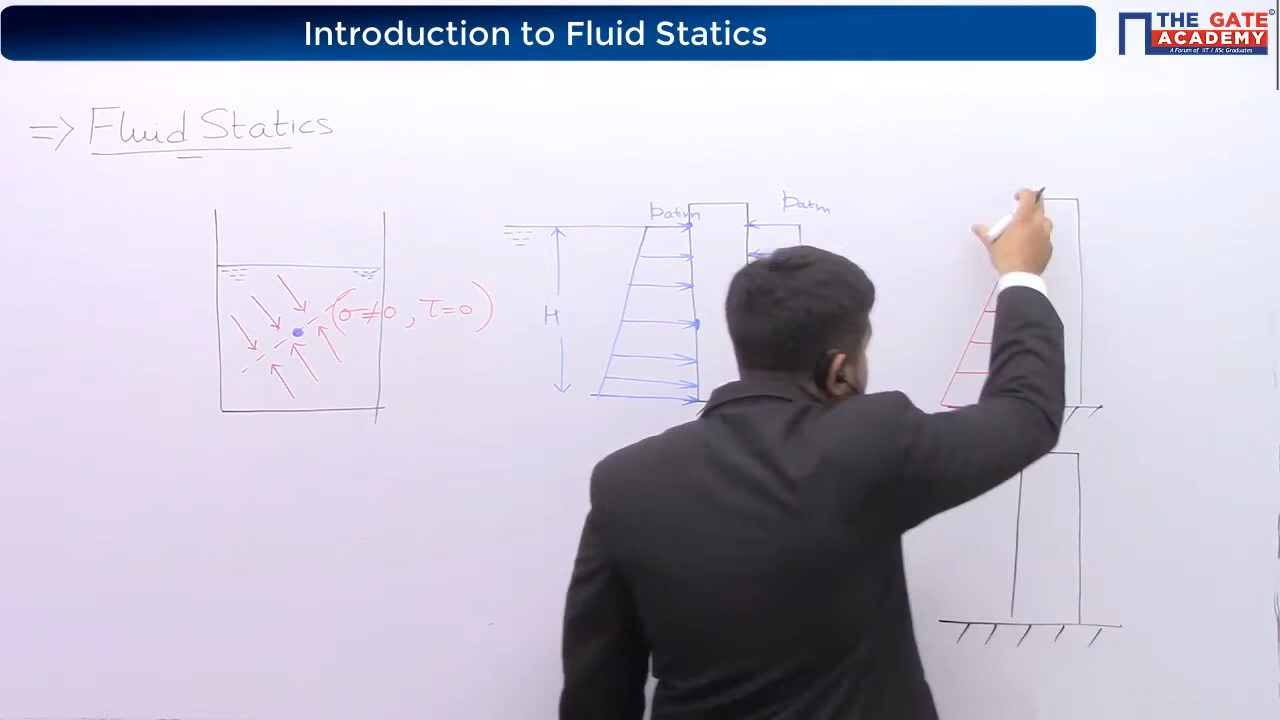 Introduction to Fluid Statics
THE GATE
ACADEMY
A Forum of IIT / IISc Graduates
=> Fluid Statics
Patm
Patm
(σ≠0, τ=0)
H